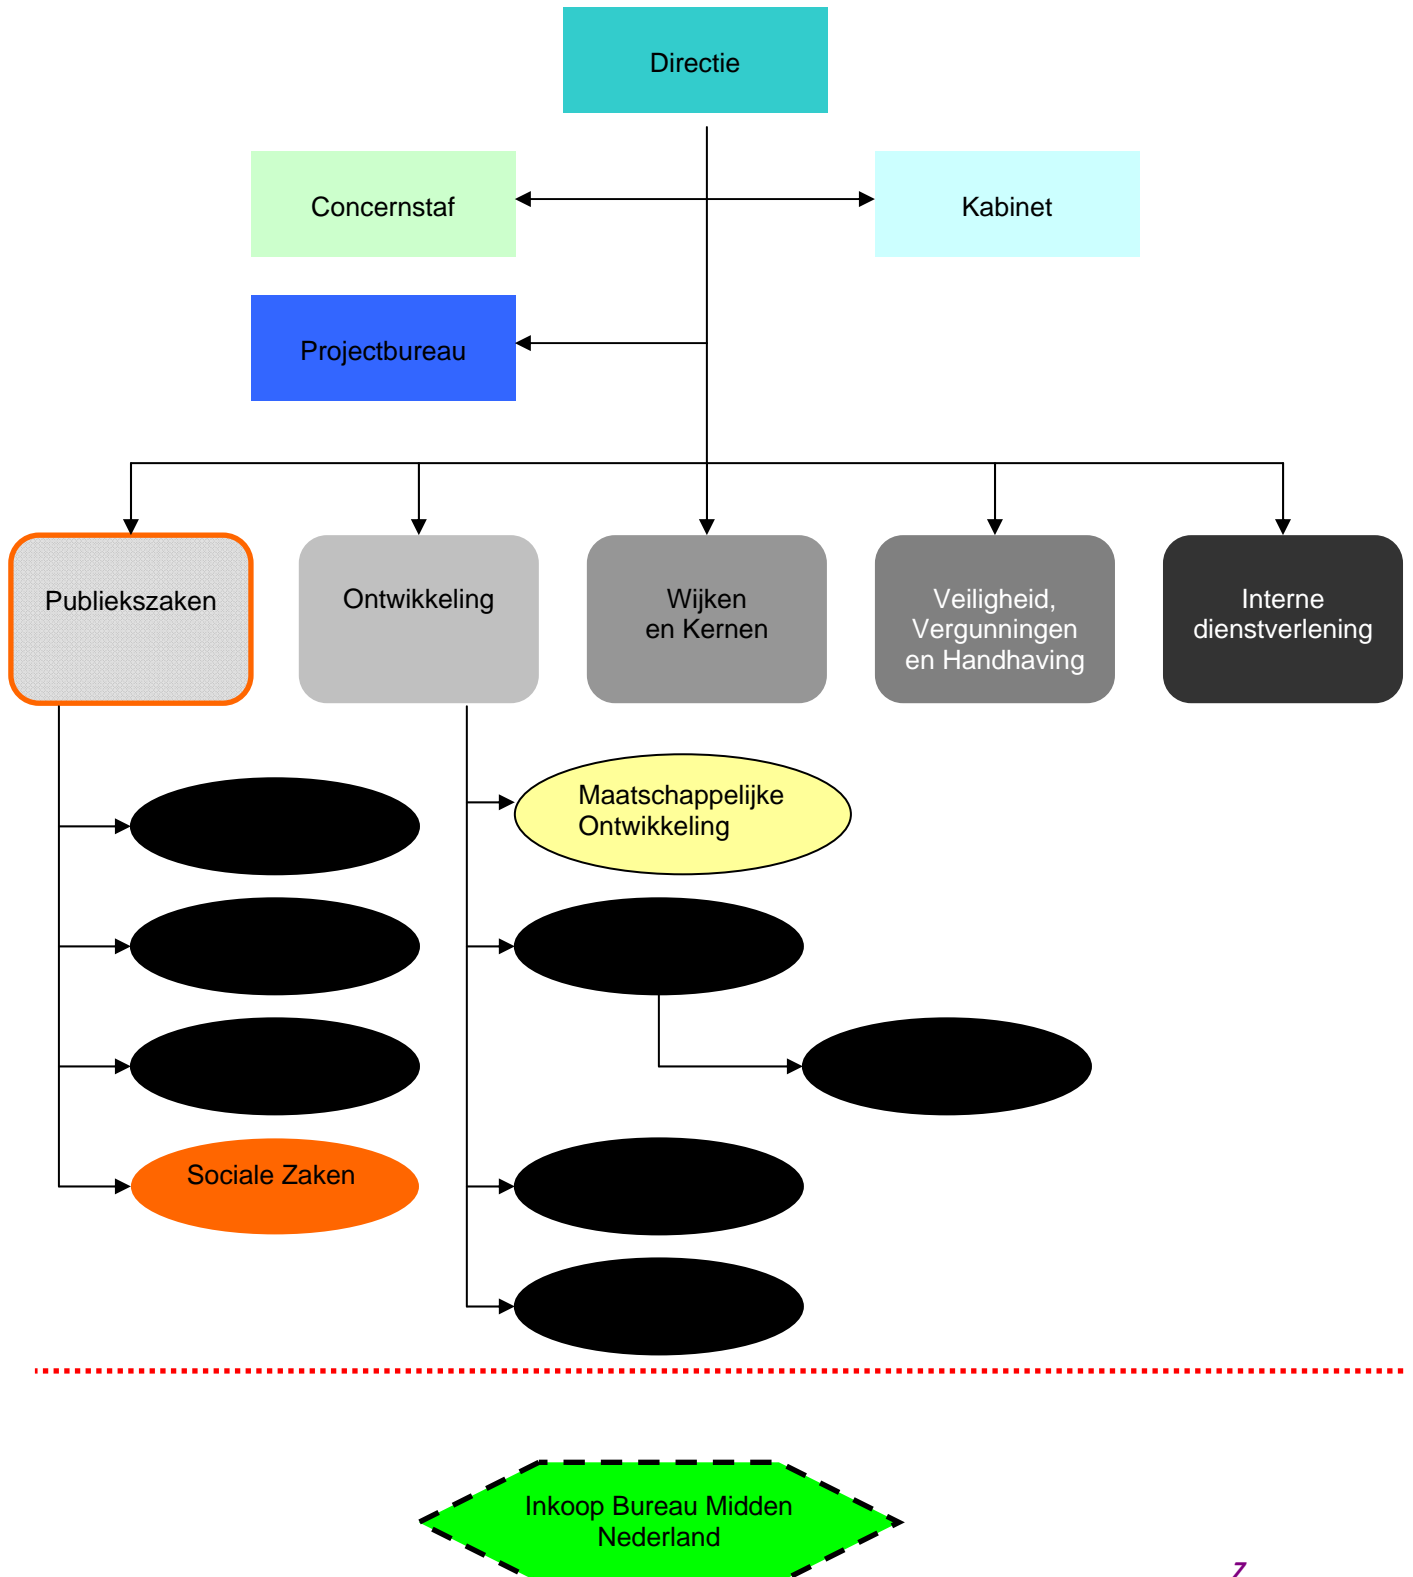 Directie
Concernstaf
Kabinet
Projectbureau
Publiekszaken
Ontwikkeling
Wijken
en Kernen
Veiligheid,
Vergunningen
en Handhaving
Interne
dienstverlening
Maatschappelijke
Ontwikkeling
Sociale Zaken
Inkoop Bureau Midden
Nederland
7